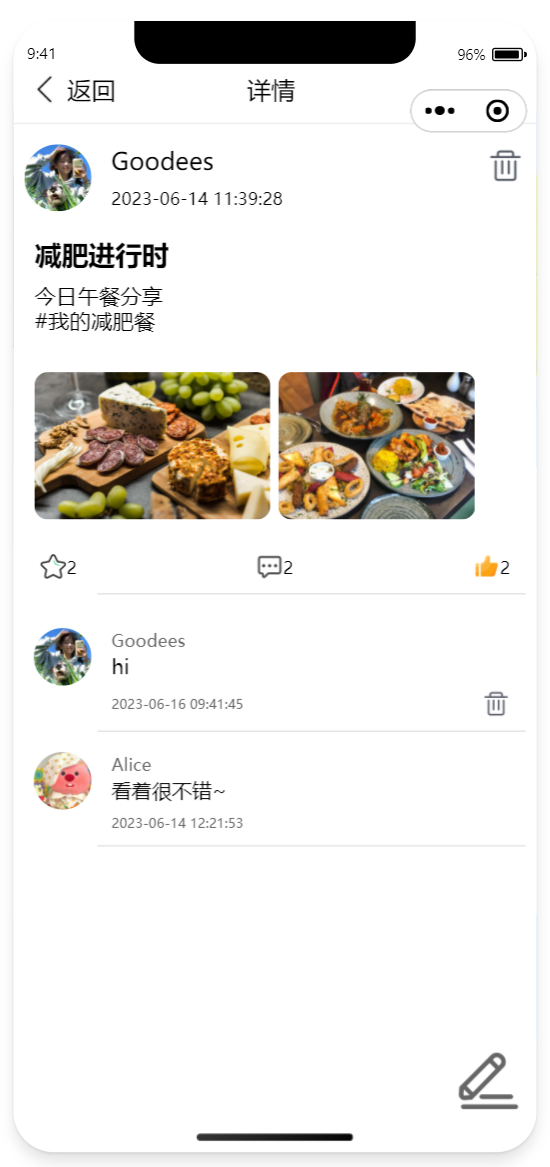 9:41
96%
返回
详情
Goodees
2023-06-14 11:39:28
减肥进行时
今日午餐分享
#我的减肥餐
2
2
2
Goodees
hi
2023-06-16 09:41:45
Alice
看着很不错~
2023-06-14 12:21:53